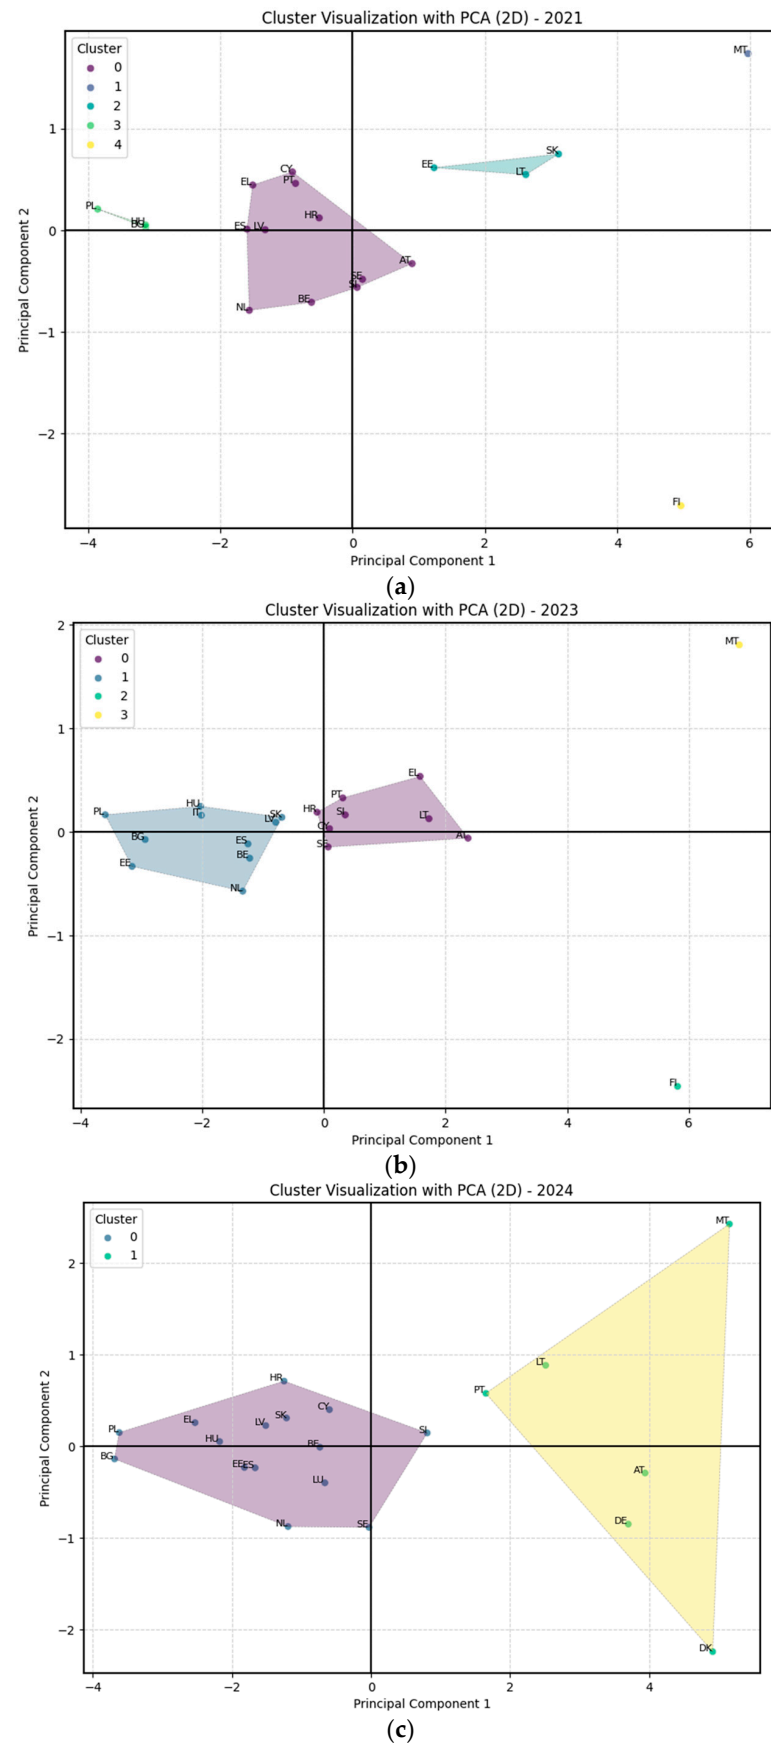 Cluster Visualization with PCA (2D) - 2021
Cluster
0
1
2
3
4
MT
SK
EE
LT
CY
PT
EL
PL
HU
BG
HR
ES
LV
AT
SE
SI
BE
NL
FI
1
0
−1
−2
Principal Component 2
−4
−2
0
2
4
6
Principal Component 1
(a)
Cluster Visualization with PCA (2D) - 2023
Cluster
0
1
2
3
MT
EL
PT
HR
SI
LT
CY
SE
AT
PL
HU
IT
SK
LV
BG
ES
BE
EE
NL
FI
2
1
0
−1
−2
Principal Component 2
−4
−2
0
2
4
6
Principal Component 1
(b)
Cluster Visualization with PCA (2D) - 2024
Cluster
0
1
MT
LT
PT
HR
CY
SK
EL
LV
PL
HU
SI
BE
BG
EE
ES
LU
AT
NL
SE
DE
DK
2
1
0
−1
−2
Principal Component 2
−4
−2
0
2
4
Principal Component 1
(c)